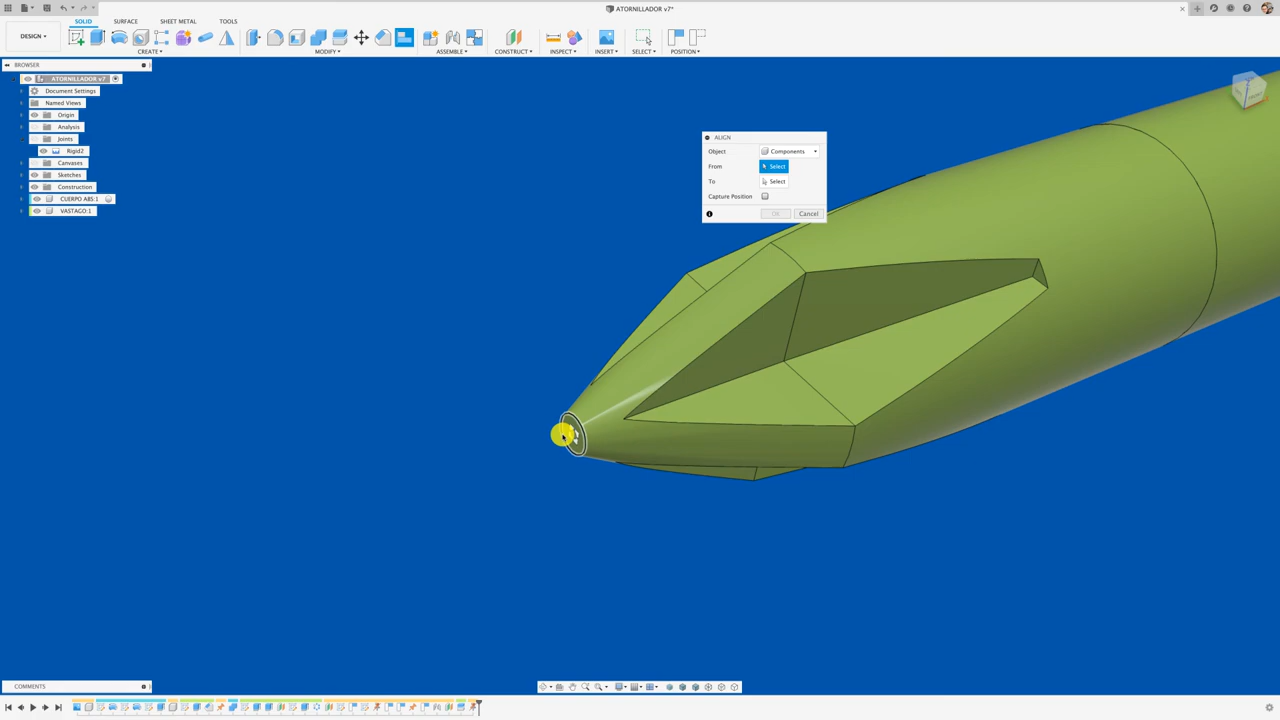 ATORNILLADOR v7*
DESIGN
SOLID SURFACE SHEET METAL TOOLS
CREATE MODIFY ASSEMBLE CONSTRUCT INSPECT INSERT SELECT POSITION
BROWSER
ATORNILLADOR v7
Document Settings
Named Views
Origin
Analysis
Joints
Rigid2
Canvases
Sketches
Construction
CUERPO ABS:1
VASTAGO:1
ALIGN
Object Components
From Select
To Select
Capture Position
OK Cancel
COMMENTS